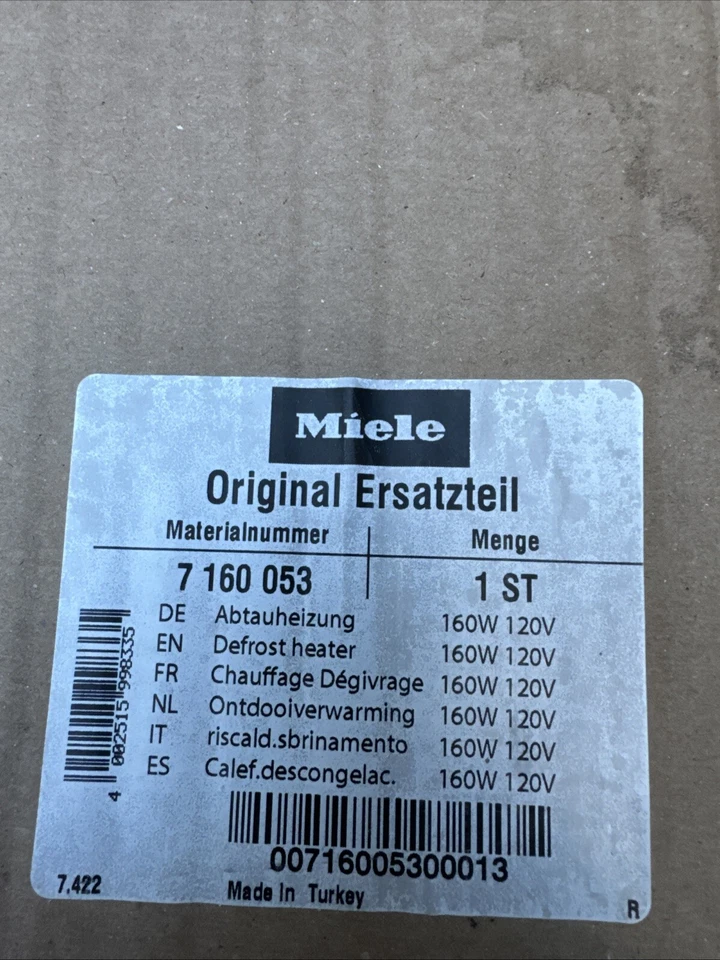 Miele
Original Ersatzteil
Materialnummer Menge
7 160 053 1 ST
DE Abtauheizung 160W 120V
EN Defrost heater 160W 120V
FR Chauffage Dégivrage 160W 120V
NL Ontdooiverwarming 160W 120V
IT riscald.sbrinamento 160W 120V
ES Calef.descongelac. 160W 120V
4 002515 998335
00716005300013
7.422 Made In Turkey R